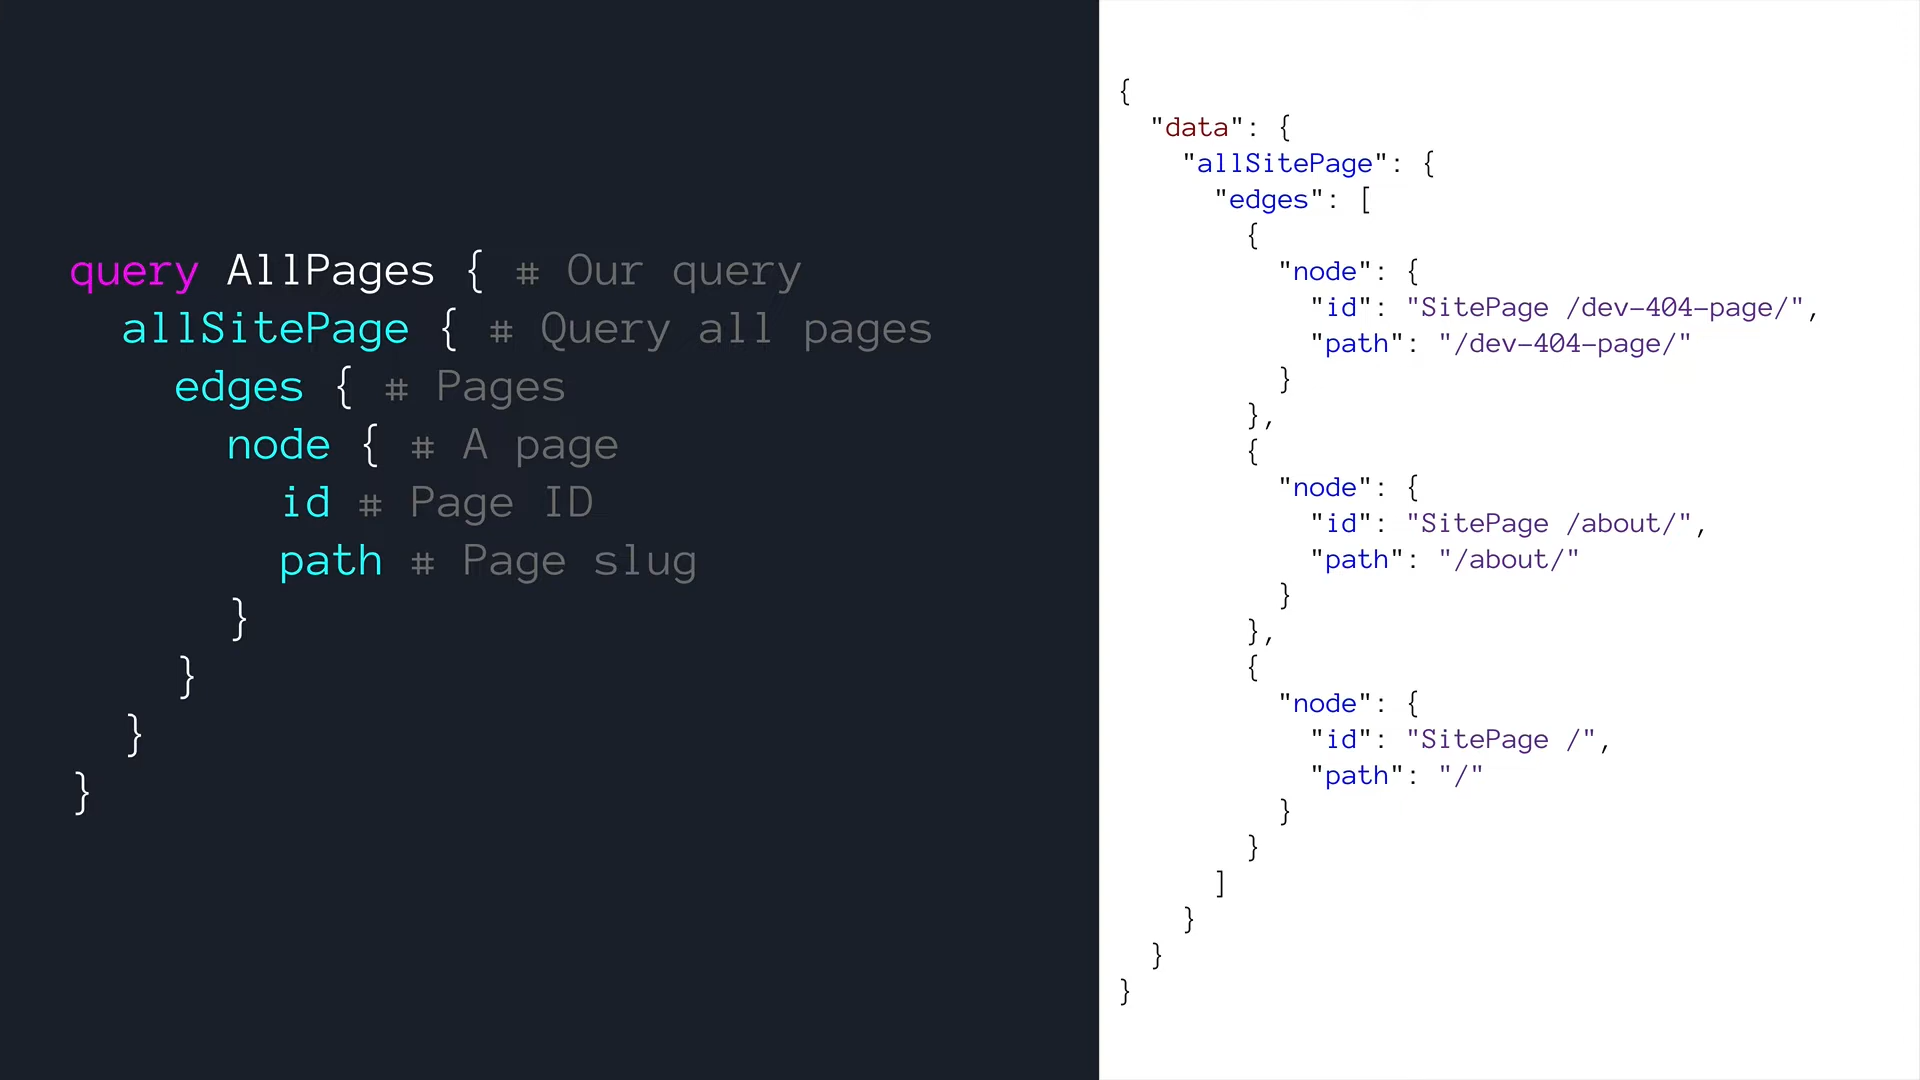 query AllPages { # Our query
  allSitePage { # Query all pages
    edges { # Pages
      node { # A page
        id # Page ID
        path # Page slug
      }
    }
  }
}
{
  "data": {
    "allSitePage": {
      "edges": [
        {
          "node": {
            "id": "SitePage /dev-404-page/",
            "path": "/dev-404-page/"
          }
        },
        {
          "node": {
            "id": "SitePage /about/",
            "path": "/about/"
          }
        },
        {
          "node": {
            "id": "SitePage /",
            "path": "/"
          }
        }
      ]
    }
  }
}